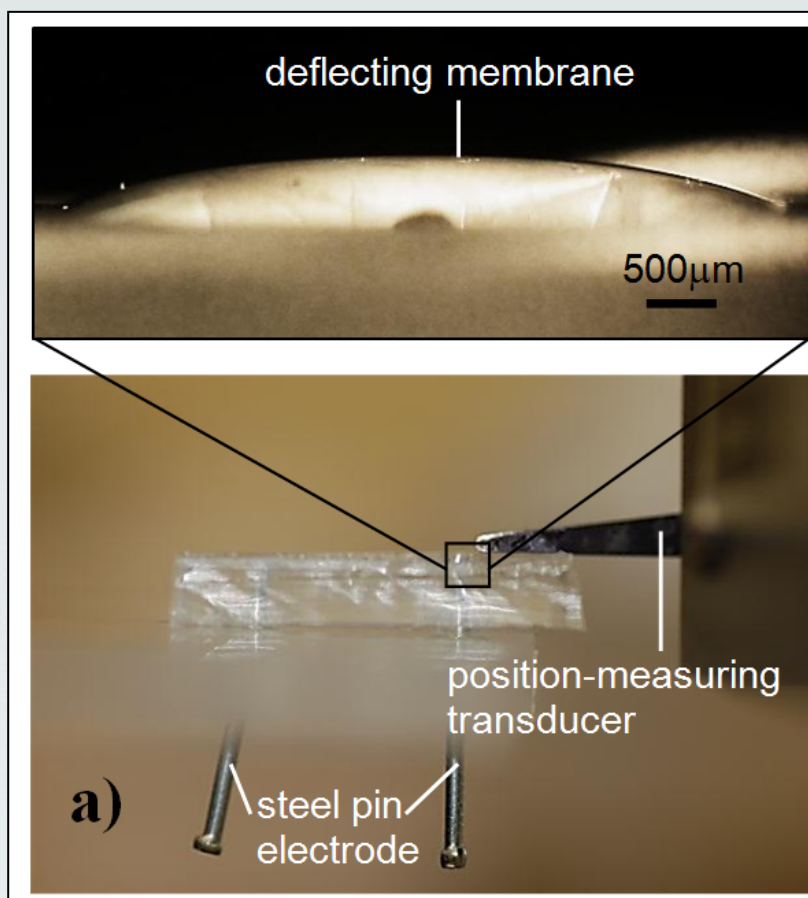 deflecting membrane
500μm
position-measuring
transducer
a)
steel pin
electrode